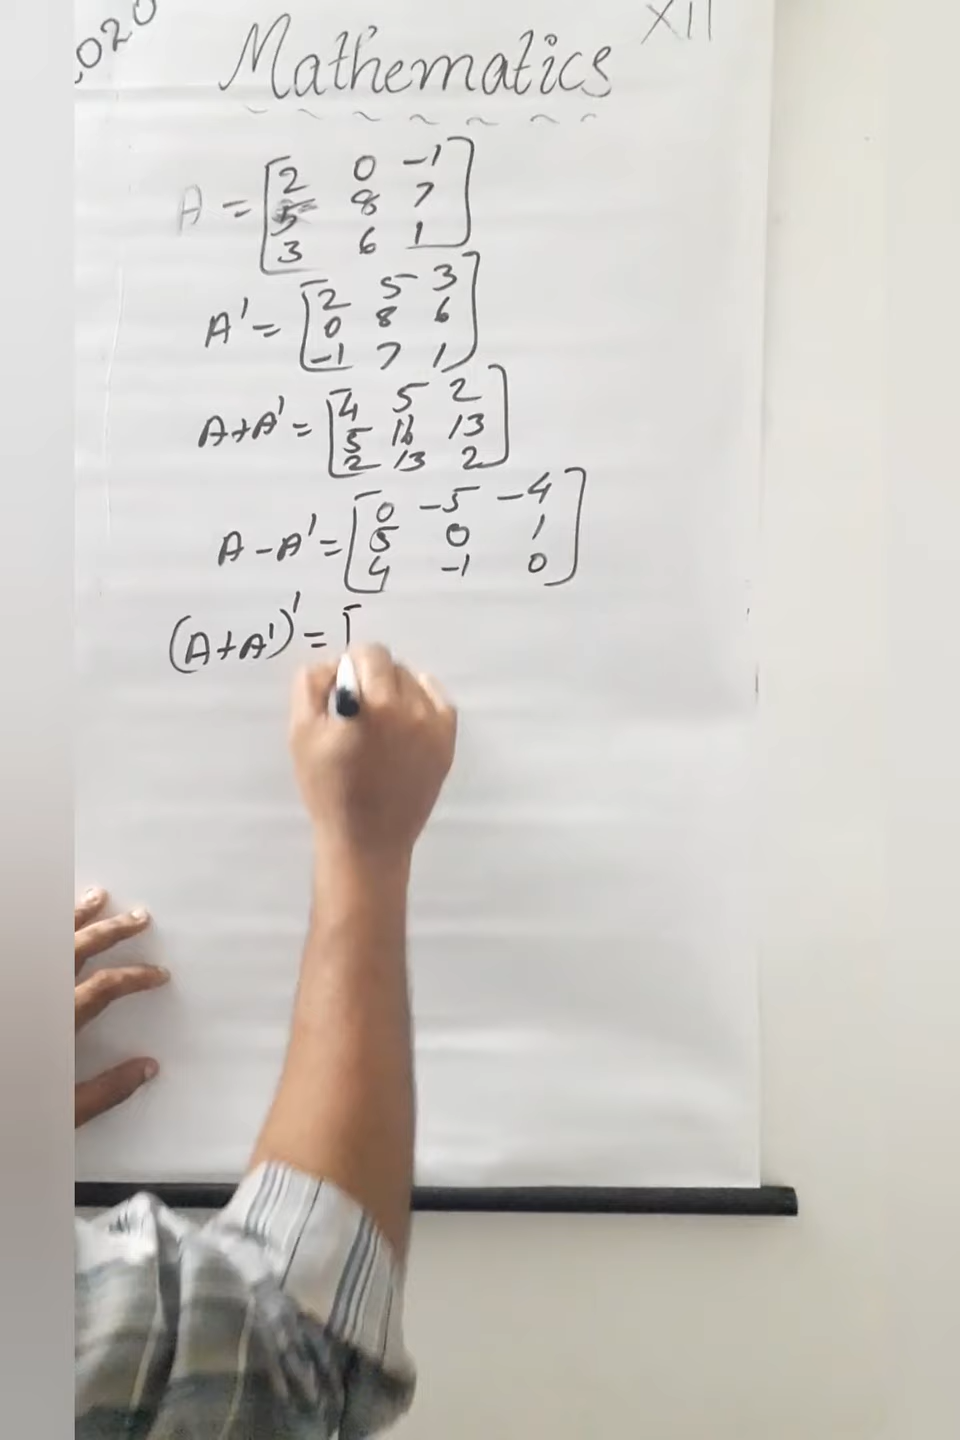 2020
XII
Mathematics
A = [2 0 -1
5 8 7
3 6 1]
A' = [2 5 3
0 8 6
-1 7 1]
A+A' = [4 5 2
5 16 13
2 13 2]
A-A' = [0 -5 -4
5 0 1
4 -1 0]
(A+A')' = [